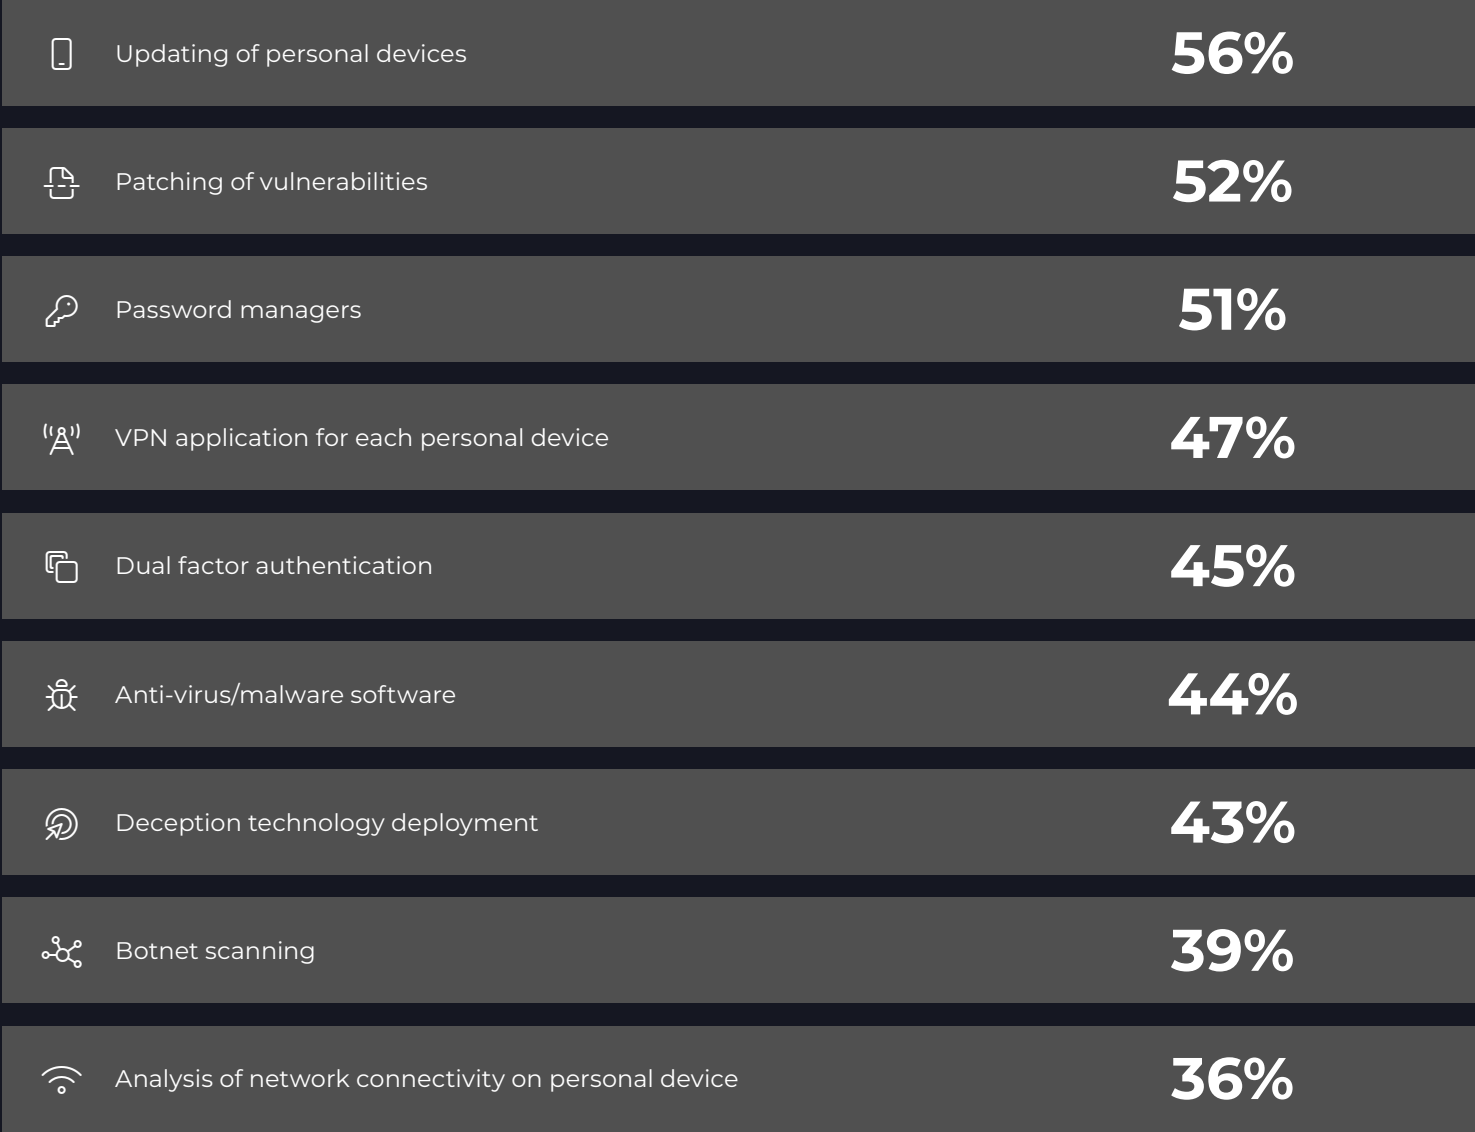 Updating of personal devices 56%
Patching of vulnerabilities 52%
Password managers 51%
VPN application for each personal device 47%
Dual factor authentication 45%
Anti-virus/malware software 44%
Deception technology deployment 43%
Botnet scanning 39%
Analysis of network connectivity on personal device 36%